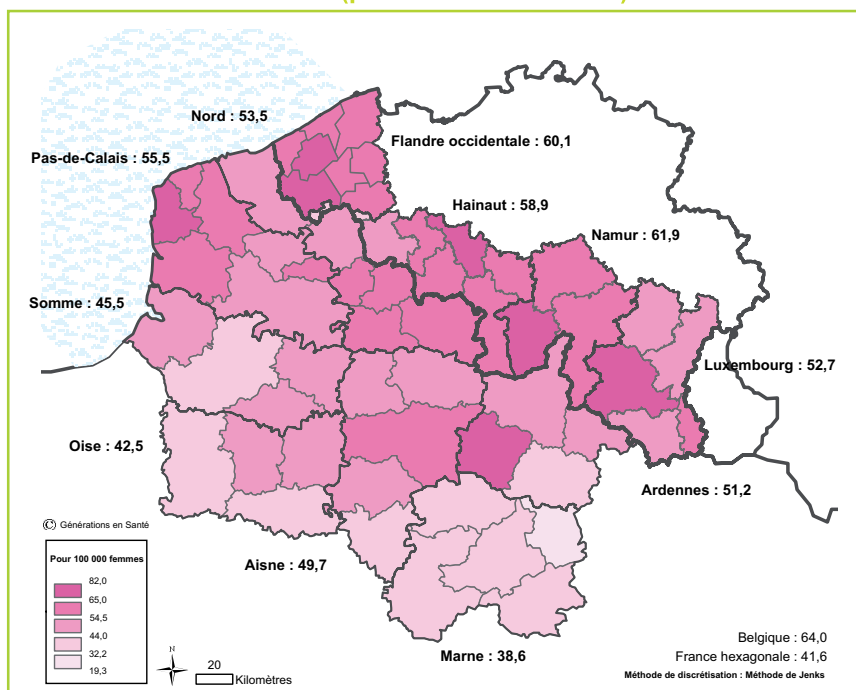 Nord : 53,5
Flandre occidentale : 60,1
Pas-de-Calais : 55,5
Hainaut : 58,9
Namur : 61,9
Somme : 45,5
Luxembourg : 52,7
Oise : 42,5
Ardennes : 51,2
© Générations en Santé
Aisne : 49,7
Pour 100 000 femmes
82,0
65,0
54,5
44,0
32,2
19,3
N
20
Kilomètres
Marne : 38,6
Belgique : 64,0
France hexagonale : 41,6
Méthode de discrétisation : Méthode de Jenks